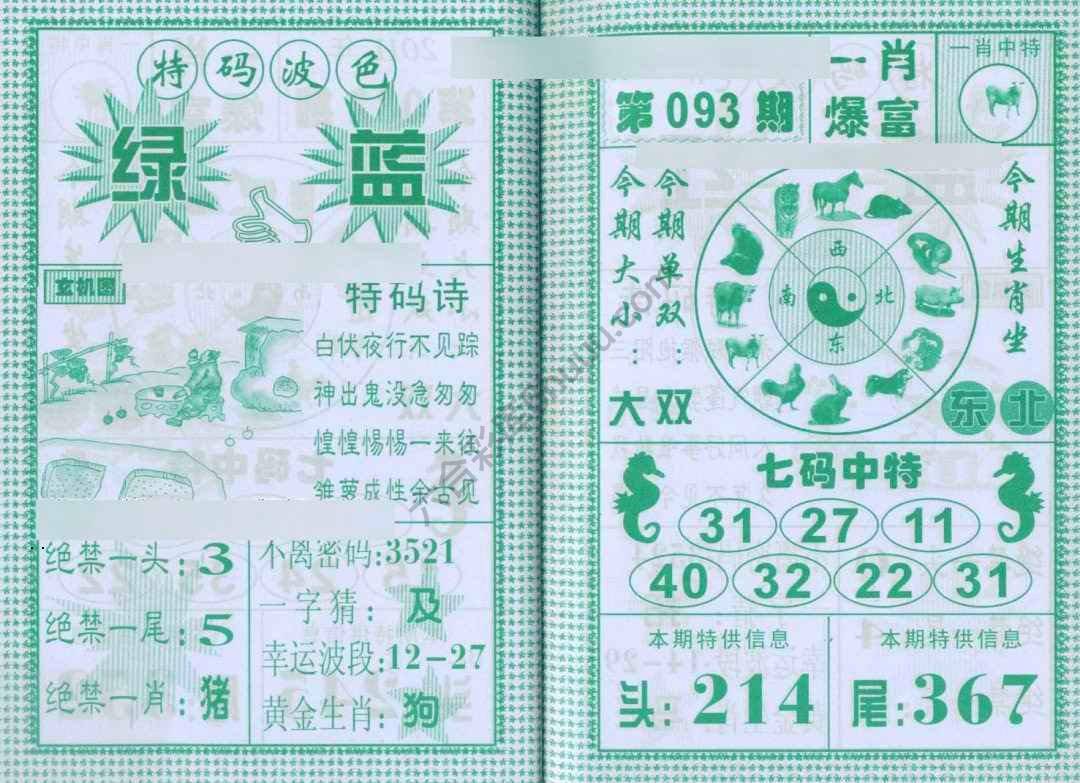 特码波色
绿 蓝
玄机图
特码诗
白伏夜行不见踪
神出鬼没急匆匆
惶惶惕惕一来往
成性余古见
绝禁一头:3
绝禁一尾:5
绝禁一肖:猪
不离密码:3521
一字猜:及
幸运波段:12-27
黄金生肖:狗
第093期
一肖
爆富
一肖中特
今期大小:大
今期单双:双
西
南 北
东
今期生肖坐
东北
七码中特
31 27 11
40 32 22 31
本期特供信息
头:214
本期特供信息
尾:367